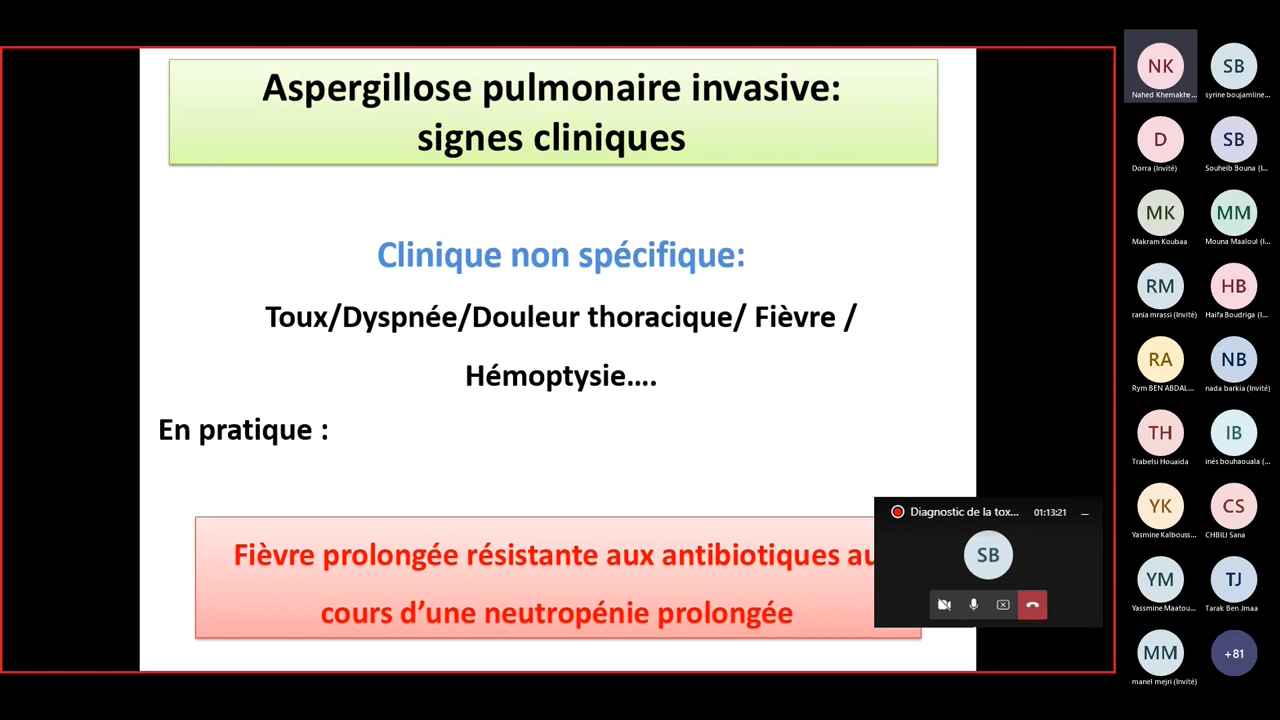 Aspergillose pulmonaire invasive:
signes cliniques
Clinique non spécifique:
Toux/Dyspnée/Douleur thoracique/ Fièvre /
Hémoptysie....
En pratique :
Fièvre prolongée résistante aux antibiotiques au
cours d’une neutropénie prolongée
Diagnostic de la tox... 01:13:21
SB
NK
Nahed Khemakhe...
SB
syrine boujamline...
D
Dorra (Invité)
SB
Souheib Bouna (I...
MK
Makram Koubaa
MM
Mouna Maaloul (I...
RM
rania mrassi (Invité)
HB
Haifa Boudriga (I...
RA
Rym BEN ABDAL...
NB
nada barkia (Invité)
TH
Trabelsi Houaida
IB
inés bouhaouala (...
YK
Yasmine Kalbouss...
CS
CHBILI Sana
YM
Yassmine Maatou...
TJ
Tarak Ben Jmaa
MM
manel mejri (Invité)
+81